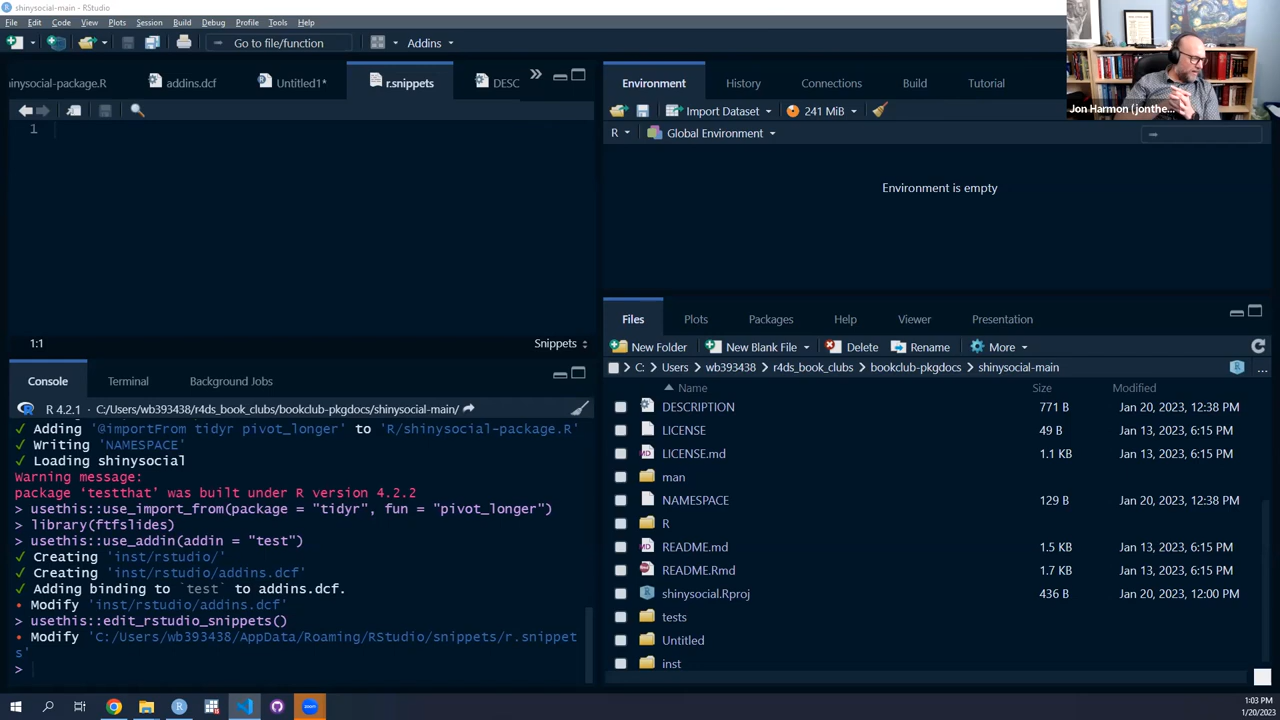 shinysocial-main - RStudio
File Edit Code View Plots Session Build Debug Profile Tools Help
Go to file/function Addins
hinysocial-package.R addins.dcf Untitled1* r.snippets DESC
1
1:1 Snippets
Console Terminal Background Jobs
R 4.2.1 · C:/Users/wb393438/r4ds_book_clubs/bookclub-pkgdocs/shinysocial-main/
✓ Adding '@importFrom tidyr pivot_longer' to 'R/shinysocial-package.R'
✓ Writing 'NAMESPACE'
✓ Loading shinysocial
Warning message:
package ‘testthat’ was built under R version 4.2.2
> usethis::use_import_from(package = "tidyr", fun = "pivot_longer")
> library(ftfslides)
> usethis::use_addin(addin = "test")
✓ Creating 'inst/rstudio/'
✓ Creating 'inst/rstudio/addins.dcf'
✓ Adding binding to `test` to addins.dcf.
• Modify 'inst/rstudio/addins.dcf'
> usethis::edit_rstudio_snippets()
• Modify 'C:/Users/wb393438/AppData/Roaming/RStudio/snippets/r.snippet
s'
>
Environment History Connections Build Tutorial
Import Dataset 241 MiB
R Global Environment
Environment is empty
Files Plots Packages Help Viewer Presentation
New Folder New Blank File Delete Rename More
C: Users wb393438 r4ds_book_clubs bookclub-pkgdocs shinysocial-main ...
Name Size Modified
DESCRIPTION 771 B Jan 20, 2023, 12:38 PM
LICENSE 49 B Jan 13, 2023, 6:15 PM
LICENSE.md 1.1 KB Jan 13, 2023, 6:15 PM
man
NAMESPACE 129 B Jan 20, 2023, 12:38 PM
R
README.md 1.5 KB Jan 13, 2023, 6:15 PM
README.Rmd 1.7 KB Jan 13, 2023, 6:15 PM
shinysocial.Rproj 436 B Jan 20, 2023, 12:00 PM
tests
Untitled
inst
Jon Harmon (jonthe...
zoom
1:03 PM
1/20/2023